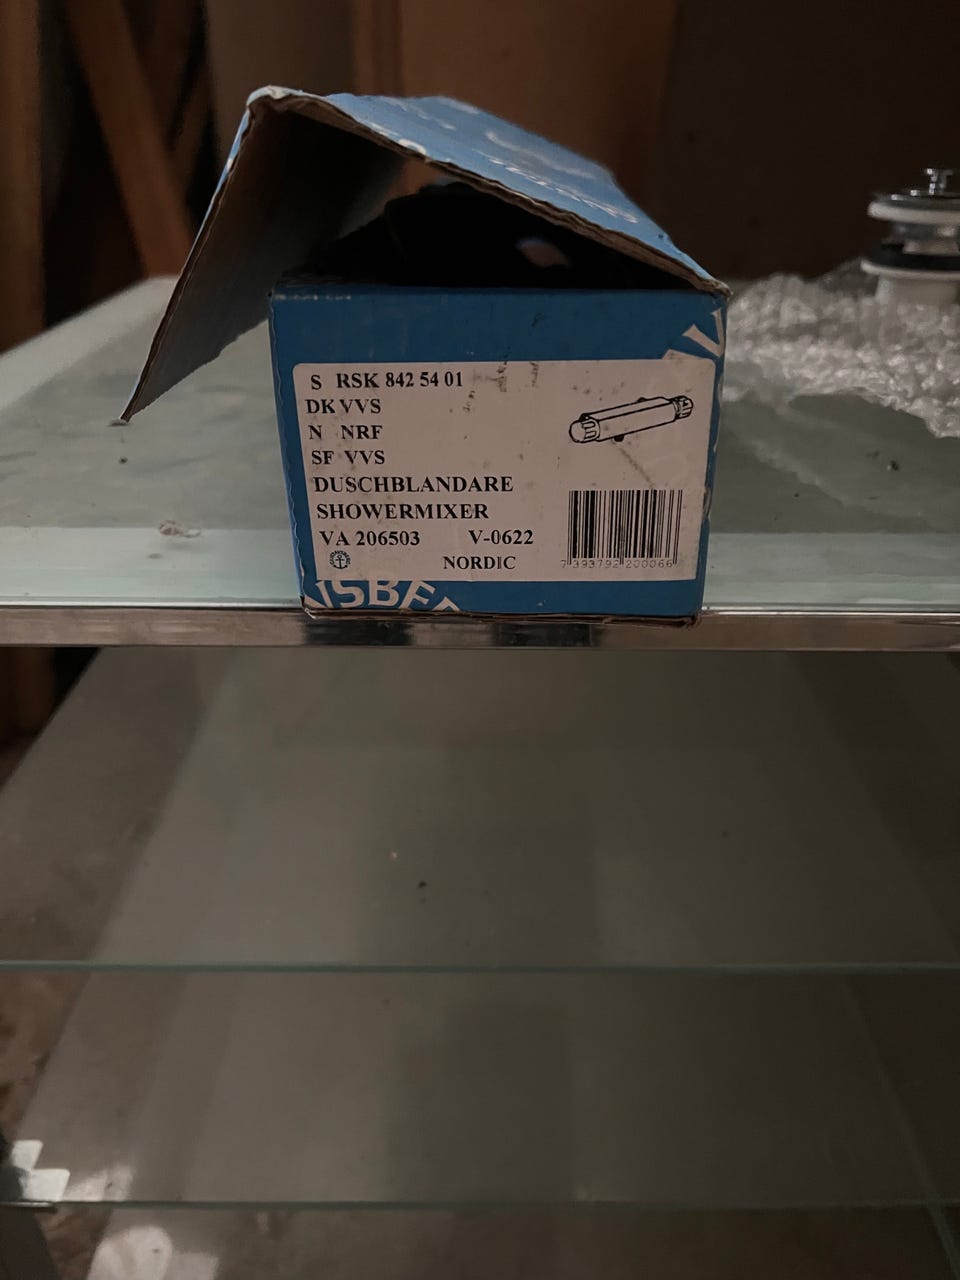 S RSK 842 54 01
DK VVS
N NRF
SF VVS
DUSCHBLANDARE
SHOWERMIXER
VA 206503 V-0622
NORDIC
7 393792 200066